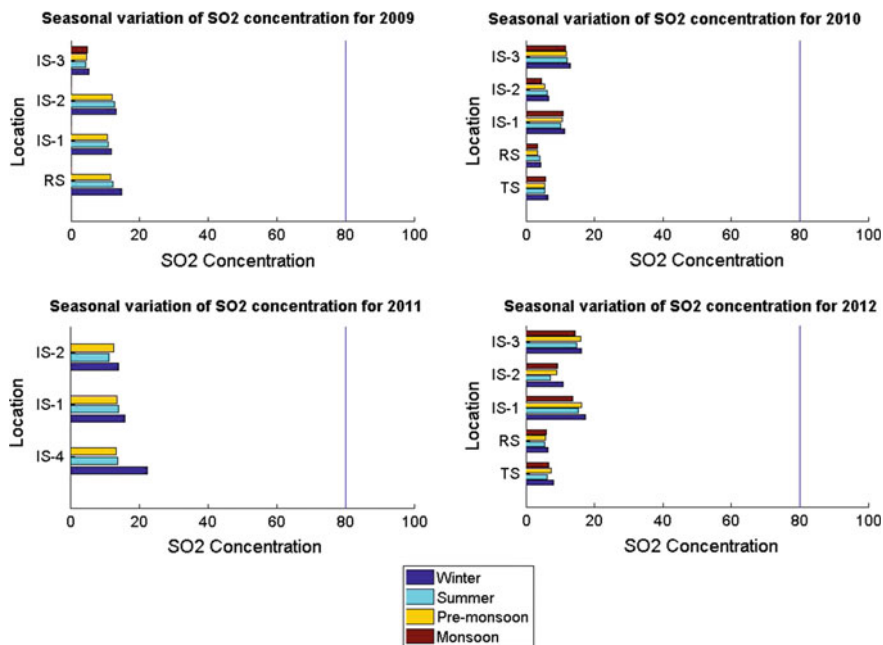 Seasonal variation of SO2 concentration for 2009
IS-3
IS-2
IS-1
RS
Location
0 20 40 60 80 100
SO2 Concentration
Seasonal variation of SO2 concentration for 2010
IS-3
IS-2
IS-1
RS
TS
Location
0 20 40 60 80 100
SO2 Concentration
Seasonal variation of SO2 concentration for 2011
IS-2
IS-1
IS-4
Location
0 20 40 60 80 100
SO2 Concentration
Seasonal variation of SO2 concentration for 2012
IS-3
IS-2
IS-1
RS
TS
Location
0 20 40 60 80 100
SO2 Concentration
Winter
Summer
Pre-monsoon
Monsoon